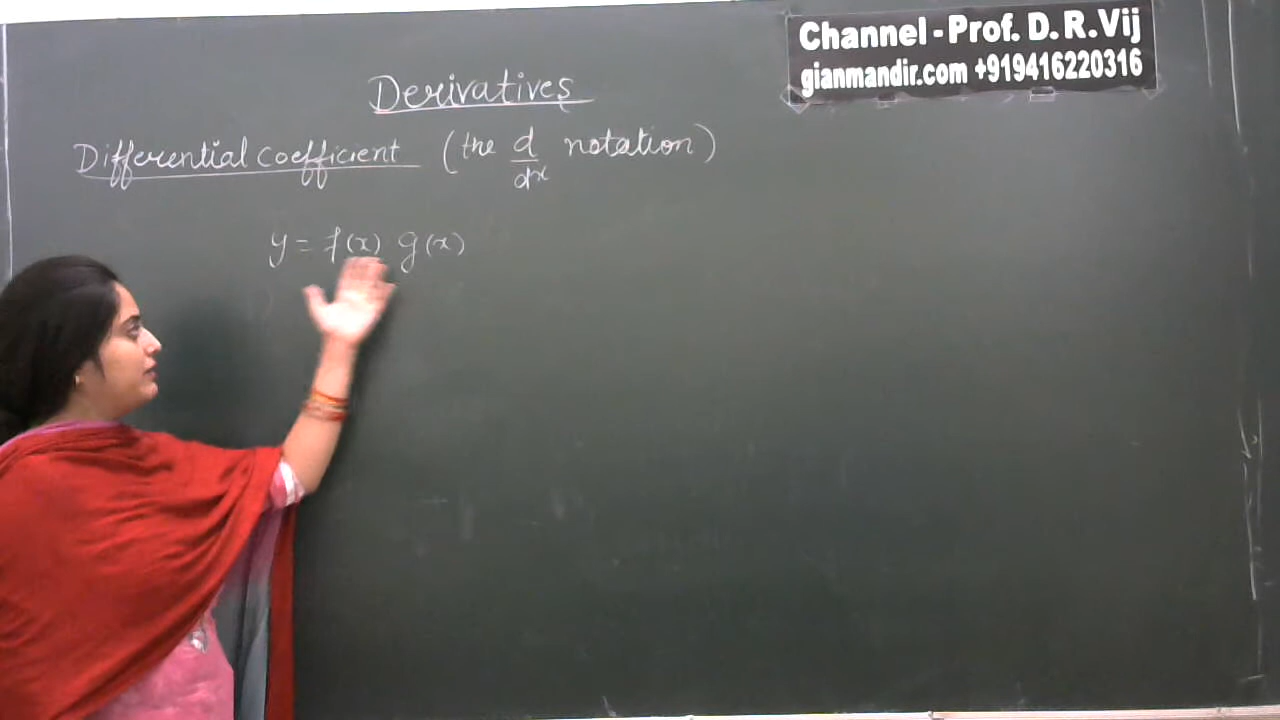 Channel - Prof. D. R. Vij
gianmandir.com +919416220316
Derivatives
Differential coefficient (the d/dx notation)
y = f(x) g(x)